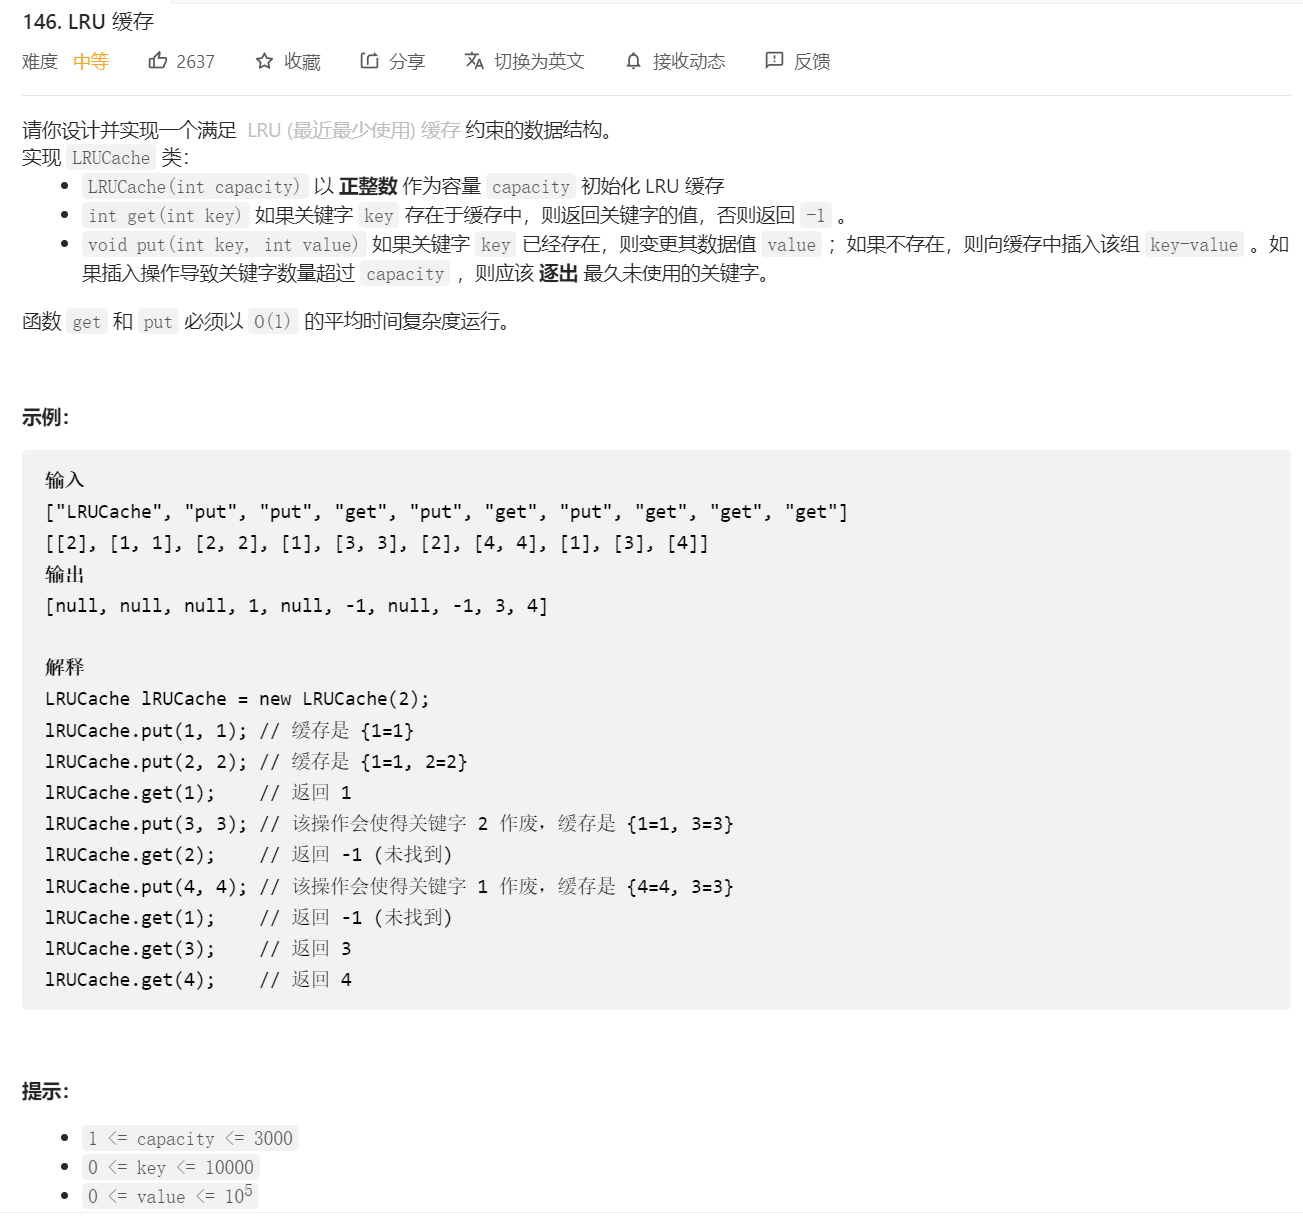 146. LRU 缓存
难度 中等 2637 收藏 分享 切换为英文 接收动态 反馈
请你设计并实现一个满足 LRU (最近最少使用) 缓存 约束的数据结构。
实现 LRUCache 类：
• LRUCache(int capacity) 以 正整数 作为容量 capacity 初始化 LRU 缓存
• int get(int key) 如果关键字 key 存在于缓存中，则返回关键字的值，否则返回 -1 。
• void put(int key, int value) 如果关键字 key 已经存在，则变更其数据值 value ；如果不存在，则向缓存中插入该组 key-value 。如
果插入操作导致关键字数量超过 capacity ，则应该 逐出 最久未使用的关键字。
函数 get 和 put 必须以 O(1) 的平均时间复杂度运行。
示例：
输入
["LRUCache", "put", "put", "get", "put", "get", "put", "get", "get", "get"]
[[2], [1, 1], [2, 2], [1], [3, 3], [2], [4, 4], [1], [3], [4]]
输出
[null, null, null, 1, null, -1, null, -1, 3, 4]
解释
LRUCache lRUCache = new LRUCache(2);
lRUCache.put(1, 1); // 缓存是 {1=1}
lRUCache.put(2, 2); // 缓存是 {1=1, 2=2}
lRUCache.get(1);    // 返回 1
lRUCache.put(3, 3); // 该操作会使得关键字 2 作废，缓存是 {1=1, 3=3}
lRUCache.get(2);    // 返回 -1 (未找到)
lRUCache.put(4, 4); // 该操作会使得关键字 1 作废，缓存是 {4=4, 3=3}
lRUCache.get(1);    // 返回 -1 (未找到)
lRUCache.get(3);    // 返回 3
lRUCache.get(4);    // 返回 4
提示：
• 1 <= capacity <= 3000
• 0 <= key <= 10000
• 0 <= value <= 10⁵